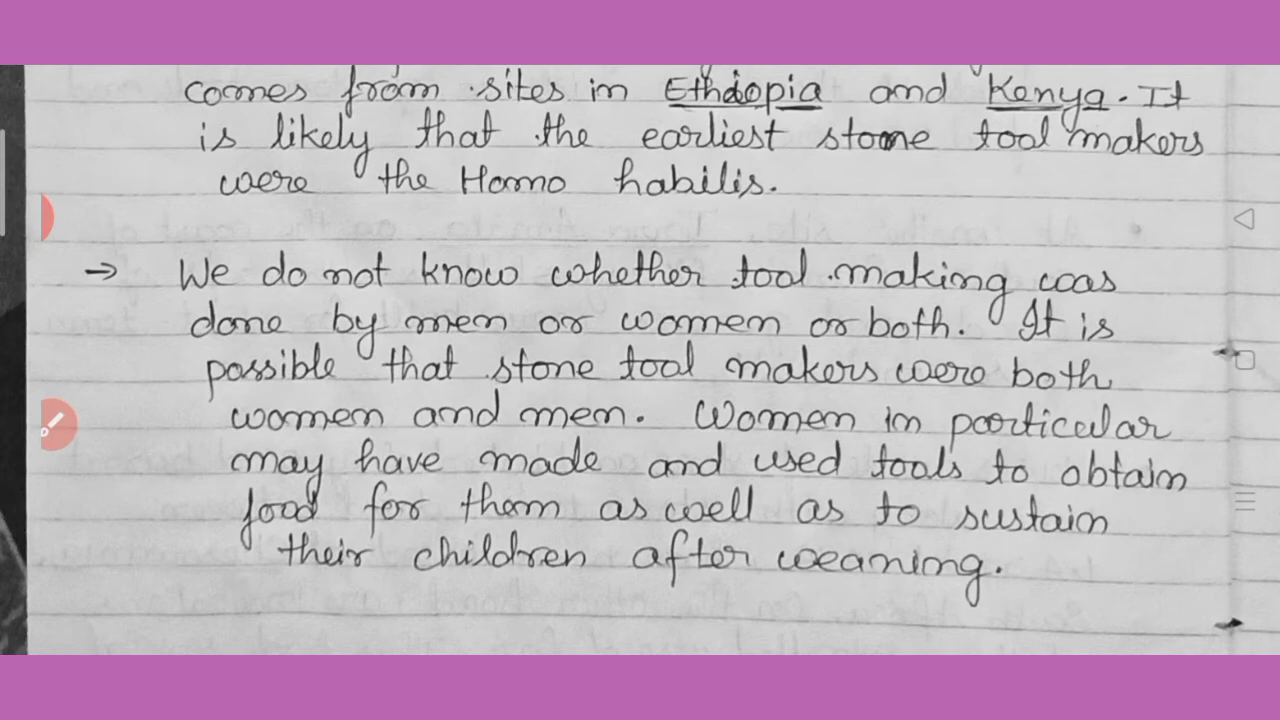 comes from sites in Ethiopia and Kenya. It
is likely that the earliest stone tool makers
were the Homo habilis.
→ We do not know whether tool making was
done by men or women or both. It is
possible that stone tool makers were both
women and men. Women in particular
may have made and used tools to obtain
food for them as well as to sustain
their children after weaning.